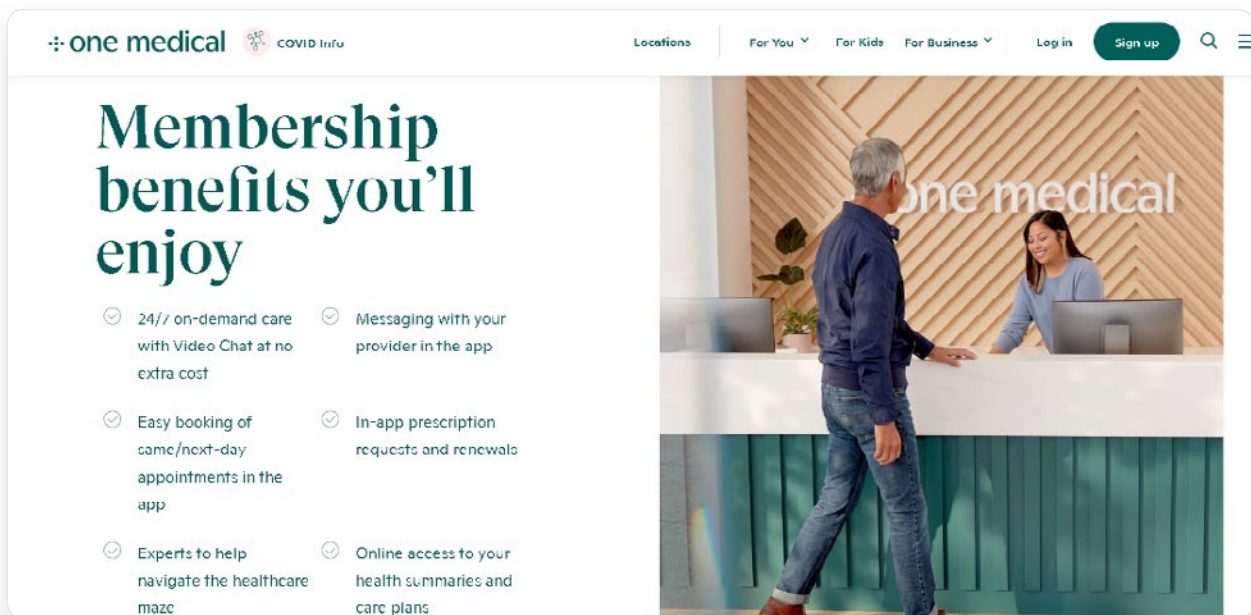 one medical
COVID Info
Locations
For You
For Kids
For Business
Log in
Sign up
Membership
benefits you'll
enjoy
24/7 on-demand care
with Video Chat at no
extra cost
Messaging with your
provider in the app
Easy booking of
same/next-day
appointments in the
app
In-app prescription
requests and renewals
Experts to help
navigate the healthcare
maze
Online access to your
health summaries and
care plans
one medical